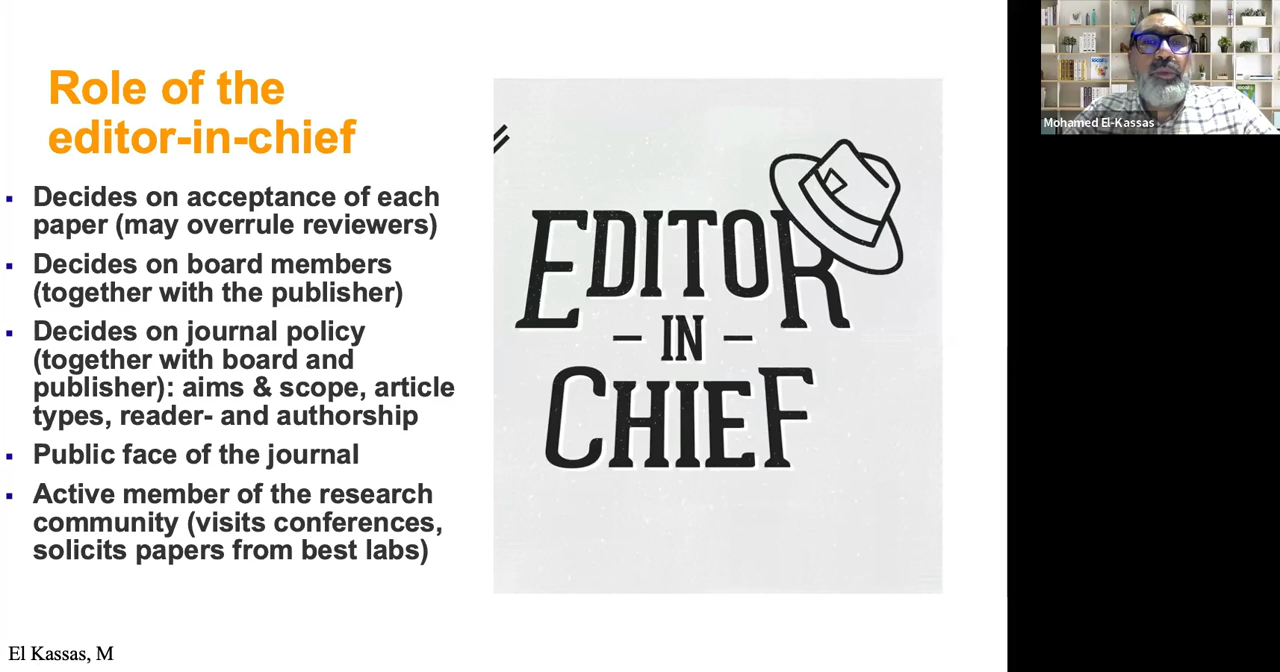 Role of the
editor-in-chief
Decides on acceptance of each
paper (may overrule reviewers)
Decides on board members
(together with the publisher)
Decides on journal policy
(together with board and
publisher): aims & scope, article
types, reader- and authorship
Public face of the journal
Active member of the research
community (visits conferences,
solicits papers from best labs)
El Kassas, M
EDITOR
– IN –
CHIEF
Mohamed El-Kassas